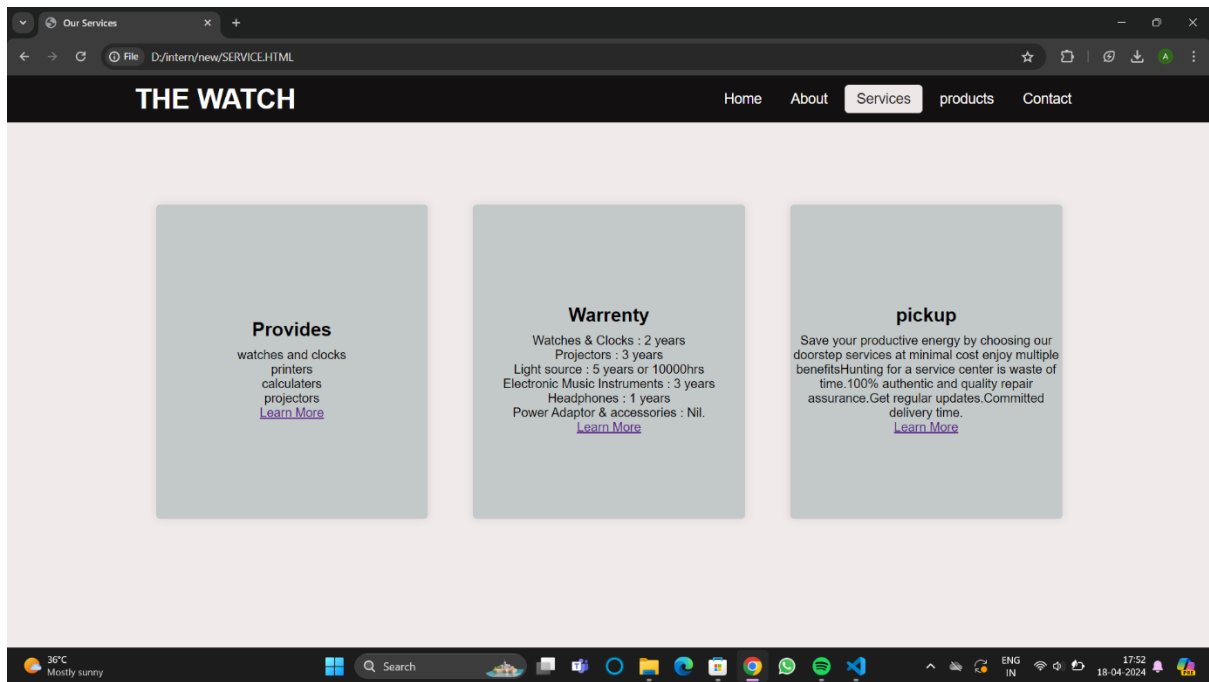 Our Services
File D:/intern/new/SERVICE.HTML
A
THE WATCH
Home About Services products Contact
Provides
watches and clocks
printers
calculaters
projectors
Learn More
Warrenty
Watches & Clocks : 2 years
Projectors : 3 years
Light source : 5 years or 10000hrs
Electronic Music Instruments : 3 years
Headphones : 1 years
Power Adaptor & accessories : Nil.
Learn More
pickup
Save your productive energy by choosing our
doorstep services at minimal cost enjoy multiple
benefitsHunting for a service center is waste of
time.100% authentic and quality repair
assurance.Get regular updates.Committed
delivery time.
Learn More
36°C
Mostly sunny
Search
ENG
IN
17:52
18-04-2024
PRE